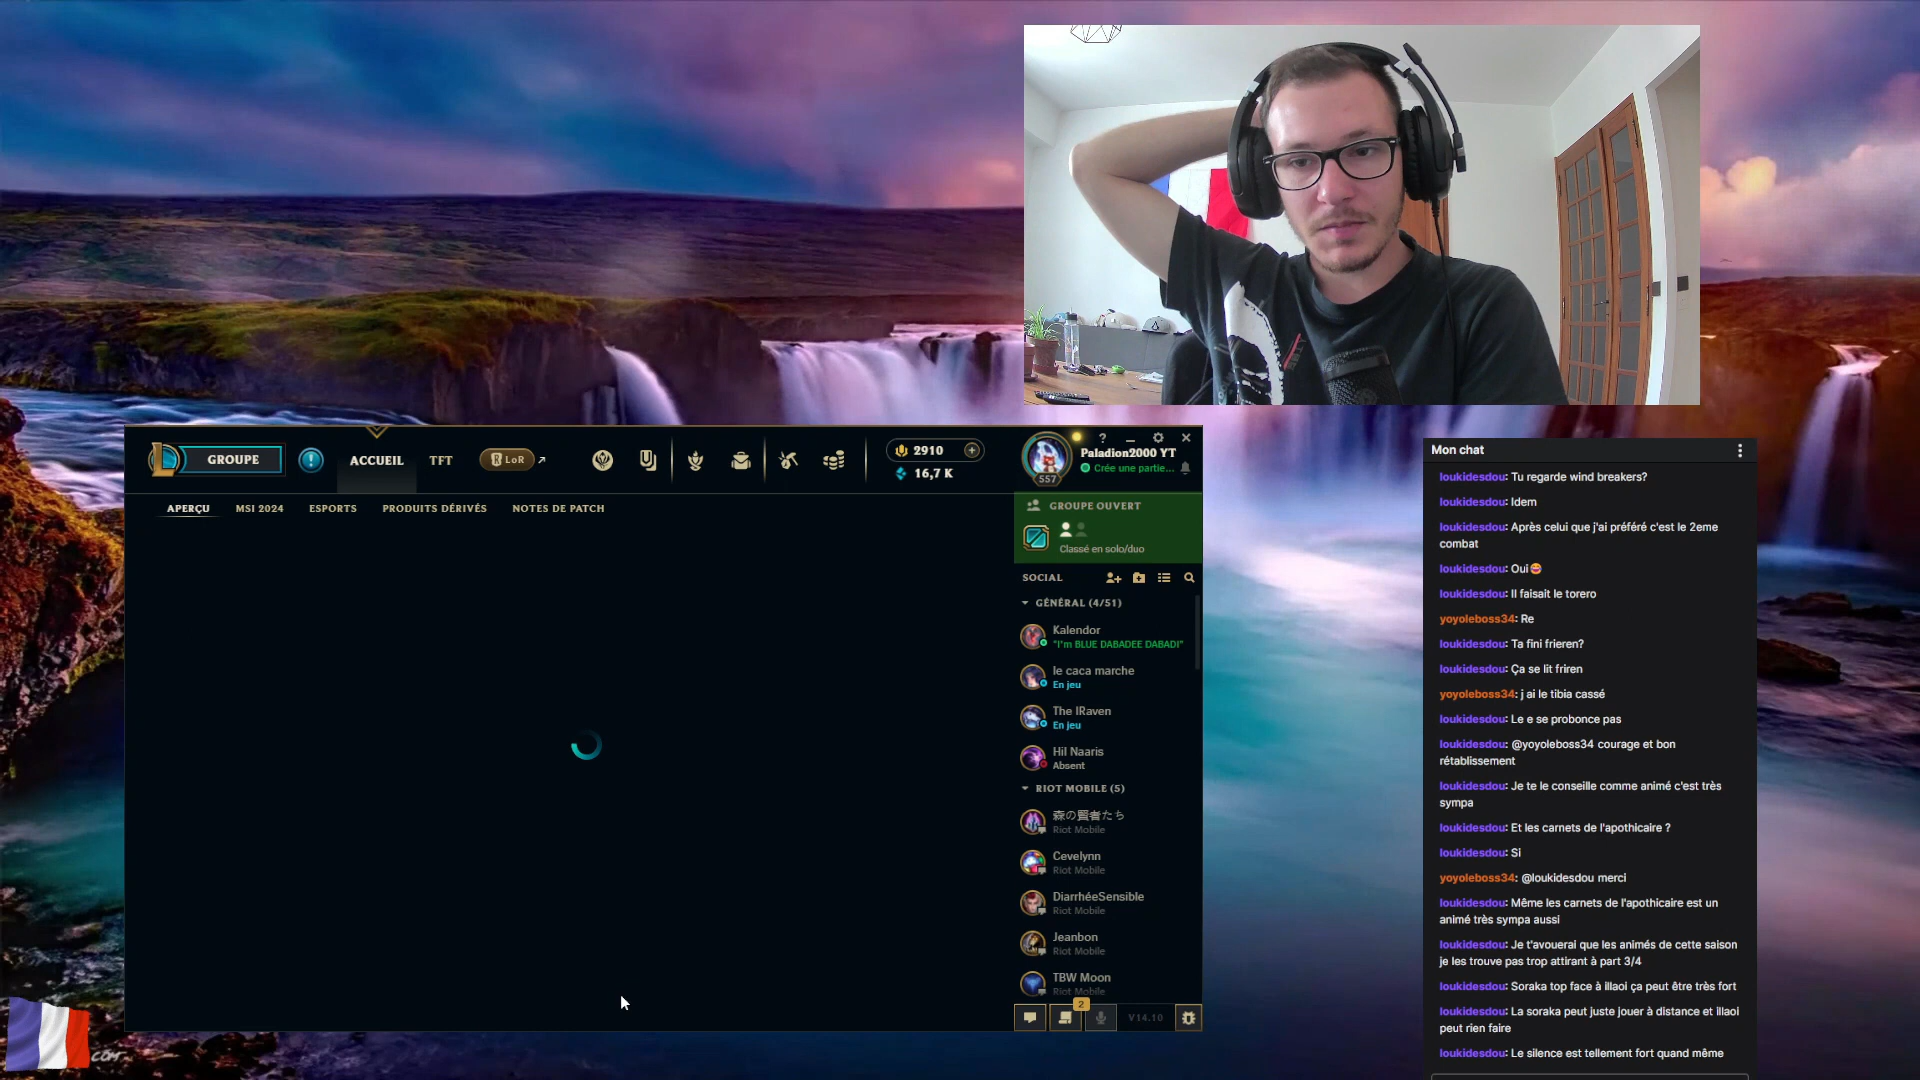 GROUPE
ACCUEIL
TFT
LoR
2910
16,7 K
557
?
Paladion2000 YT
Crée une partie...
APERÇU
MSI 2024
ESPORTS
PRODUITS DÉRIVÉS
NOTES DE PATCH
GROUPE OUVERT
Classé en solo/duo
SOCIAL
GÉNÉRAL (4/51)
Kalendor
"I'm BLUE DABADEE DABADI"
le caca marche
En jeu
The IRaven
En jeu
Hil Naaris
Absent
RIOT MOBILE (5)
森の賢者たち
Riot Mobile
Cevelynn
Riot Mobile
DiarrhéeSensible
Riot Mobile
Jeanbon
Riot Mobile
TBW Moon
Riot Mobile
2
V14.10
Mon chat
loukidesdou: Tu regarde wind breakers?
loukidesdou: Idem
loukidesdou: Après celui que j'ai préféré c'est le 2eme
combat
loukidesdou: Oui😂
loukidesdou: Il faisait le torero
yoyoleboss34: Re
loukidesdou: Ta fini frieren?
loukidesdou: Ça se lit friren
yoyoleboss34: j ai le tibia cassé
loukidesdou: Le e se probonce pas
loukidesdou: @yoyoleboss34 courage et bon
rétablissement
loukidesdou: Je te le conseille comme animé c'est très
sympa
loukidesdou: Et les carnets de l'apothicaire ?
loukidesdou: Si
yoyoleboss34: @loukidesdou merci
loukidesdou: Même les carnets de l'apothicaire est un
animé très sympa aussi
loukidesdou: Je t'avouerai que les animés de cette saison
je les trouve pas trop attirant à part 3/4
loukidesdou: Soraka top face à illaoi ça peut être très fort
loukidesdou: La soraka peut juste jouer à distance et illaoi
peut rien faire
loukidesdou: Le silence est tellement fort quand même
.COM